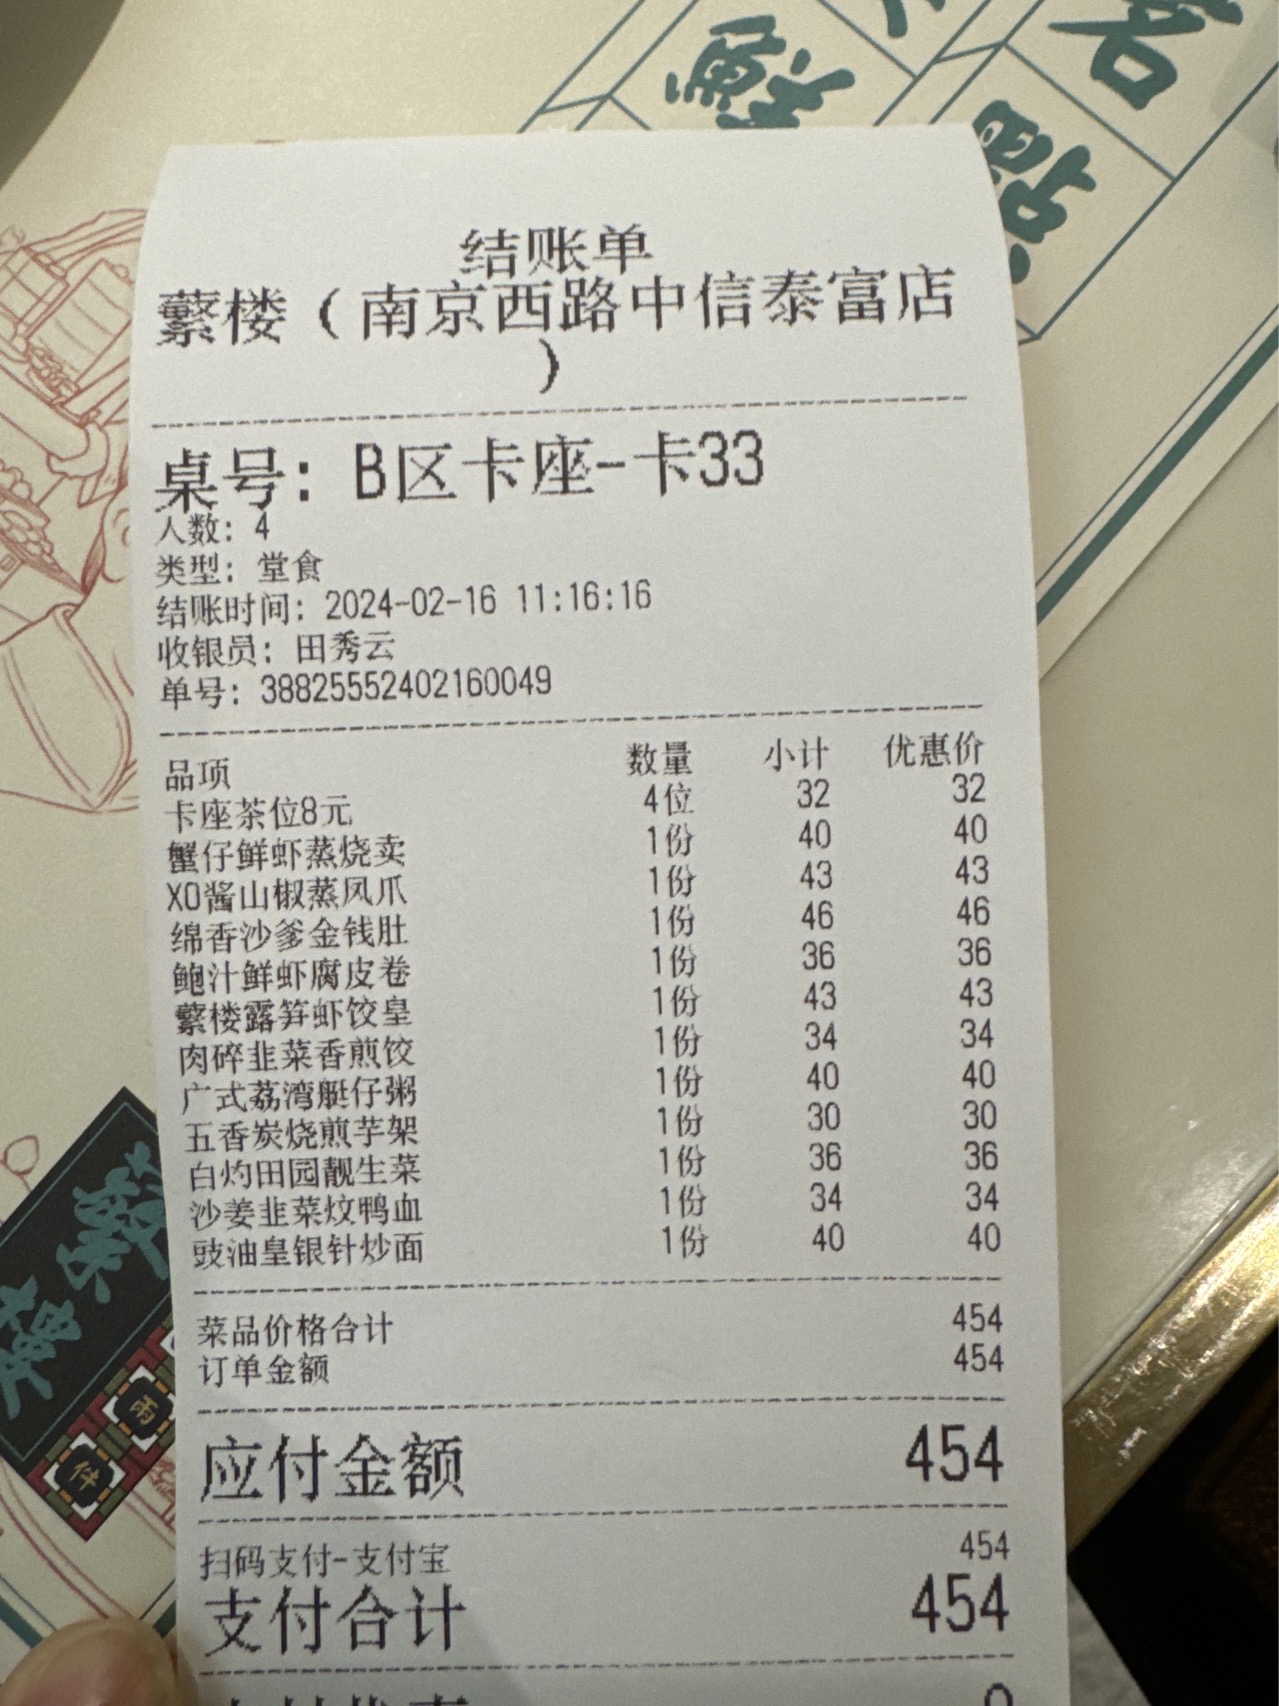 鮮
點
客
结账单
蘩楼（南京西路中信泰富店
）
桌号：B区卡座-卡33
人数：4
类型：堂食
结账时间：2024-02-16 11:16:16
收银员：田秀云
单号：38825552402160049
品项 数量 小计 优惠价
卡座茶位8元 4位 32 32
蟹仔鲜虾蒸烧卖 1份 40 40
XO酱山椒蒸凤爪 1份 43 43
绵香沙爹金钱肚 1份 46 46
鲍汁鲜虾腐皮卷 1份 36 36
蘩楼露笋虾饺皇 1份 43 43
肉碎韭菜香煎饺 1份 34 34
广式荔湾艇仔粥 1份 40 40
五香炭烧煎芋架 1份 30 30
白灼田园靓生菜 1份 36 36
沙姜韭菜炆鸭血 1份 34 34
豉油皇银针炒面 1份 40 40
菜品价格合计 454
订单金额 454
应付金额 454
扫码支付-支付宝 454
支付合计 454
蘩樓
雨
件